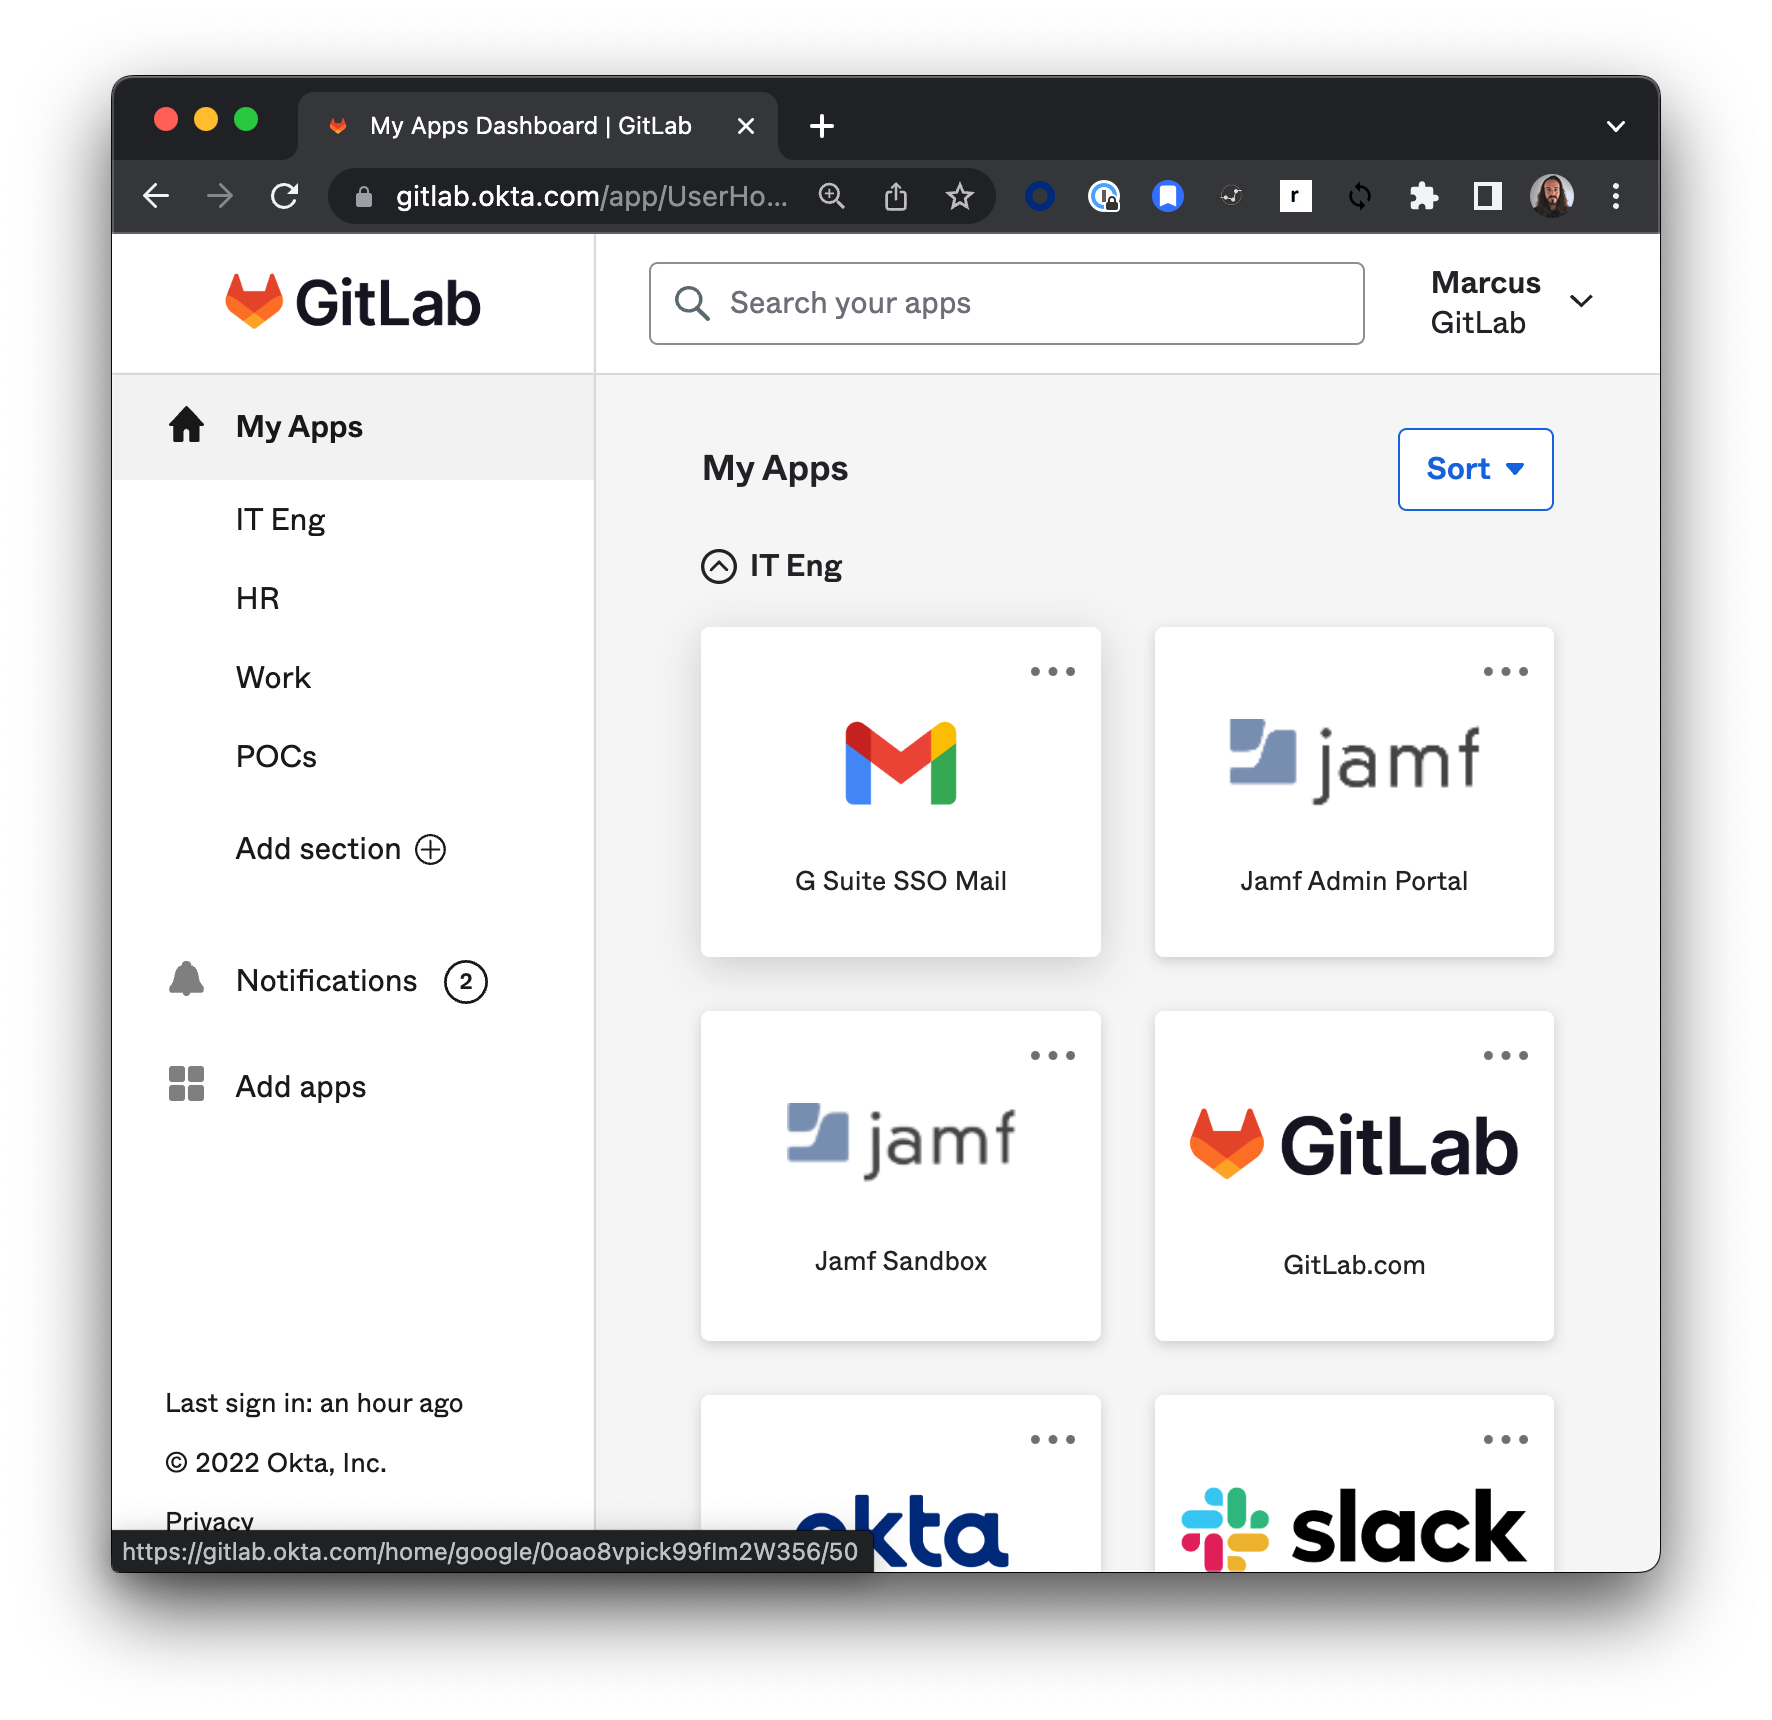 My Apps Dashboard | GitLab
gitlab.okta.com/app/UserHo...
r
GitLab
Search your apps
Marcus
GitLab
My Apps
IT Eng
HR
Work
POCs
Add section
Notifications 2
Add apps
Last sign in: an hour ago
© 2022 Okta, Inc.
Privacy
https://gitlab.okta.com/home/google/0oao8vpick99flm2W356/50
My Apps
Sort
IT Eng
G Suite SSO Mail
jamf
Jamf Admin Portal
jamf
Jamf Sandbox
GitLab
GitLab.com
okta
slack